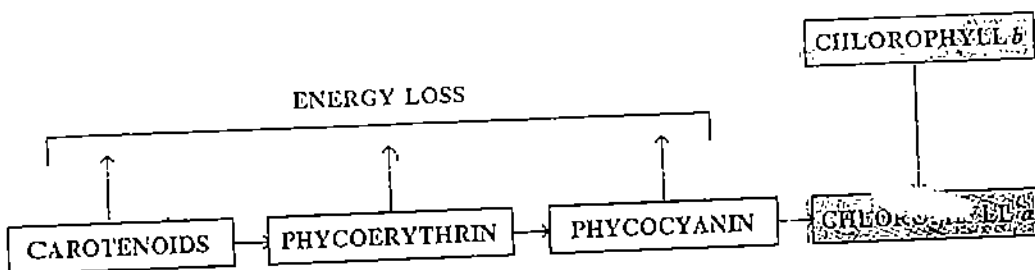 CHLOROPHYLL b
ENERGY LOSS
CAROTENOIDS
PHYCOERYTHRIN
PHYCOCYANIN